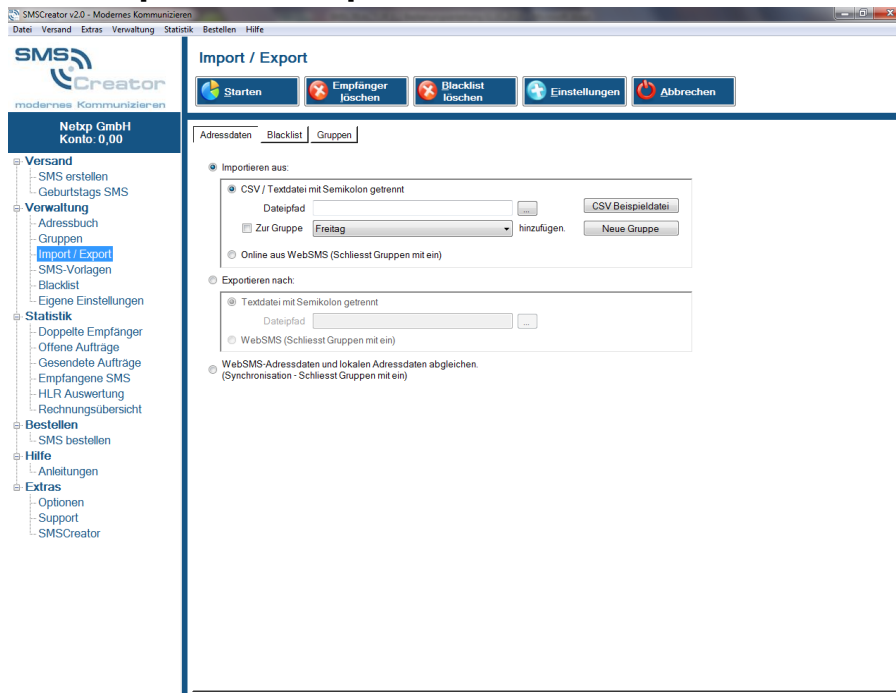 SMSCreator v2.0 - Modernes Kommunizieren
Datei Versand Extras Verwaltung Statistik Bestellen Hilfe
SMS
Creator
modernes Kommunizieren
Netxp GmbH
Konto: 0,00
Versand
SMS erstellen
Geburtstags SMS
Verwaltung
Adressbuch
Gruppen
Import / Export
SMS-Vorlagen
Blacklist
Eigene Einstellungen
Statistik
Doppelte Empfänger
Offene Aufträge
Gesendete Aufträge
Empfangene SMS
HLR Auswertung
Rechnungsübersicht
Bestellen
SMS bestellen
Hilfe
Anleitungen
Extras
Optionen
Support
SMSCreator
Import / Export
Starten
Empfänger
löschen
Blacklist
löschen
Einstellungen
Abbrechen
Adressdaten Blacklist Gruppen
Importieren aus:
CSV / Textdatei mit Semikolon getrennt
Dateipfad ... CSV Beispieldatei
Zur Gruppe Freitag hinzufügen. Neue Gruppe
Online aus WebSMS (Schliesst Gruppen mit ein)
Exportieren nach:
Textdatei mit Semikolon getrennt
Dateipfad ...
WebSMS (Schliesst Gruppen mit ein)
WebSMS-Adressdaten und lokalen Adressdaten abgleichen.
(Synchronisation - Schliesst Gruppen mit ein)